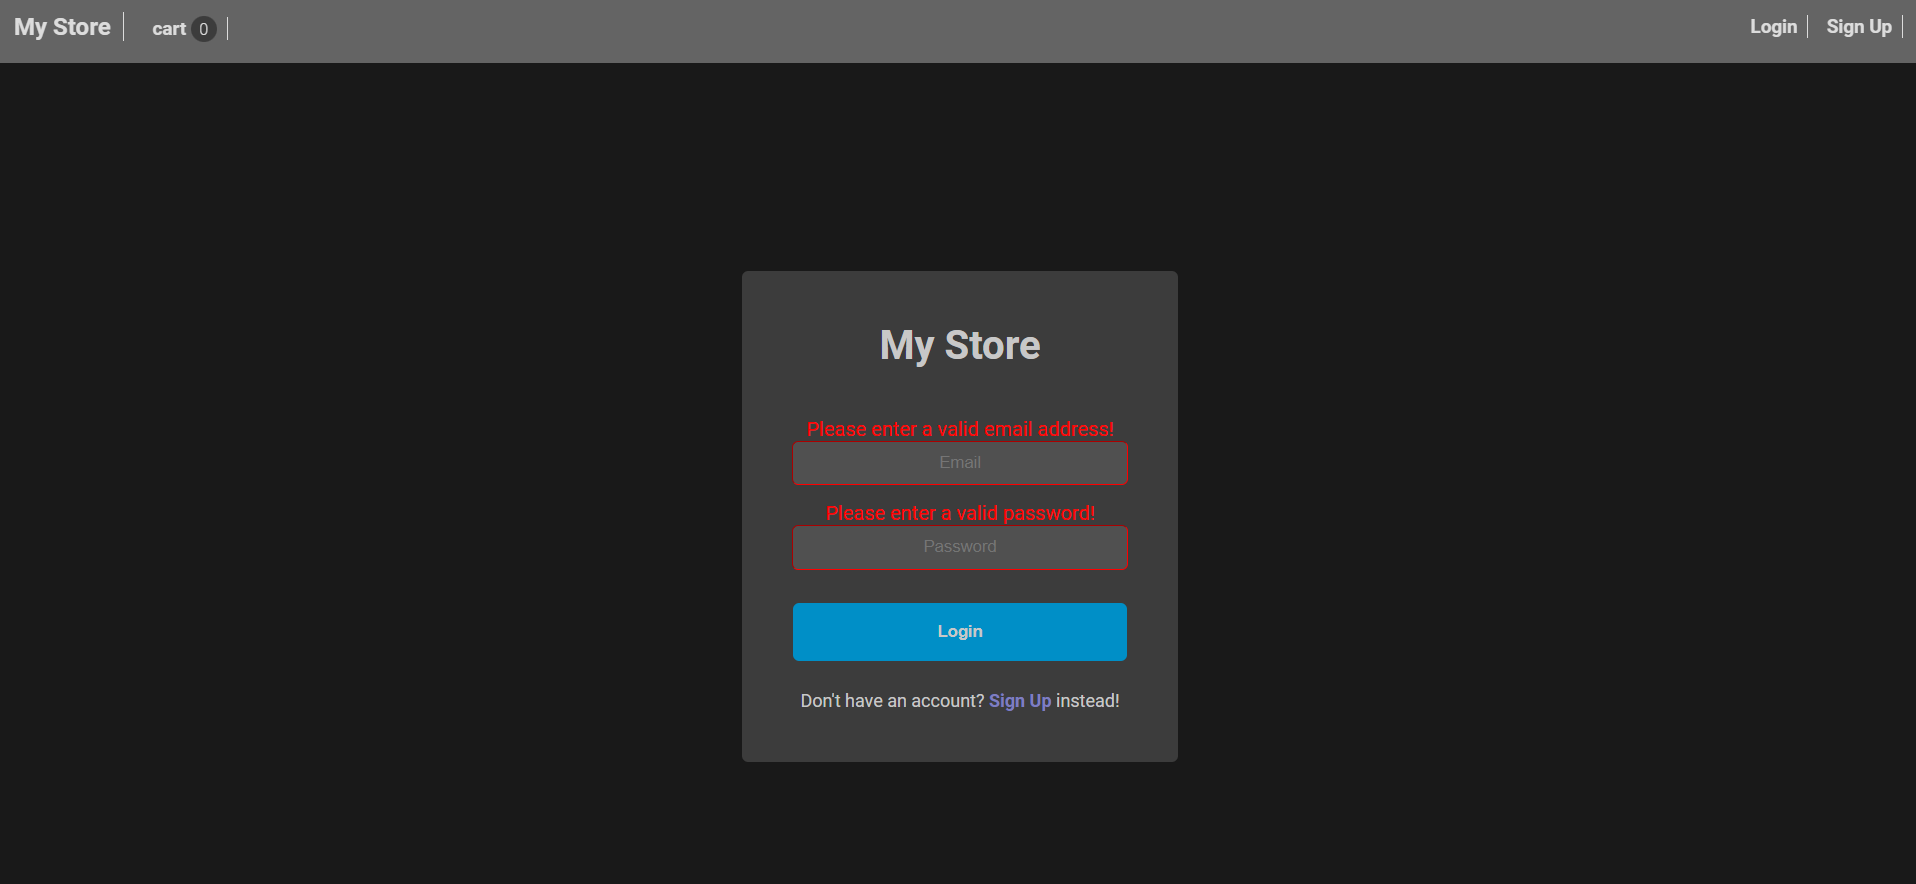 My Store
cart 0
Login
Sign Up
My Store
Please enter a valid email address!
Email
Please enter a valid password!
Password
Login
Don't have an account? Sign Up instead!